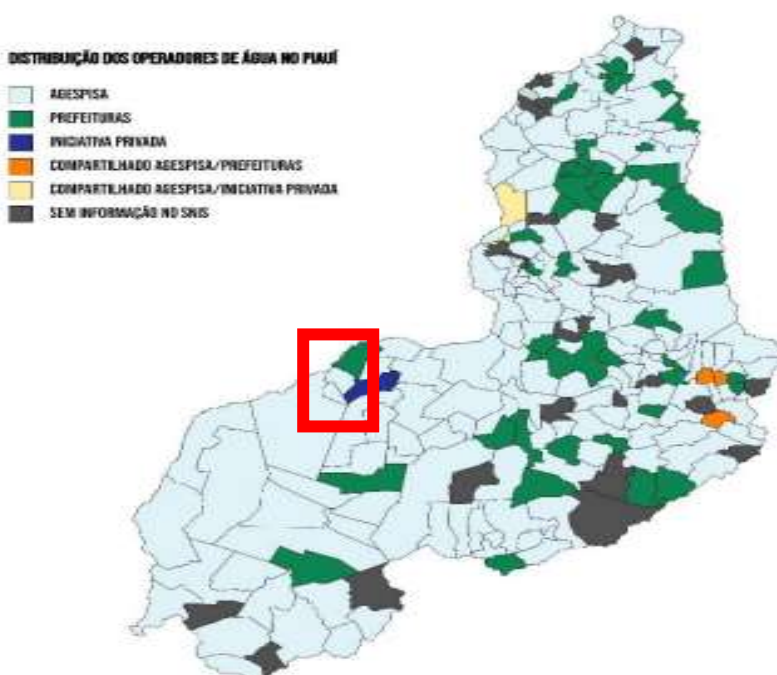 DISTRIBUIÇÃO DOS OPERADORES DE ÁGUA NO PIAUÍ
AGESPISA
PREFEITURAS
INICIATIVA PRIVADA
COMPARTILHADO AGESPISA/PREFEITURAS
COMPARTILHADO AGESPISA/INICIATIVA PRIVADA
SEM INFORMAÇÃO NO SNIS